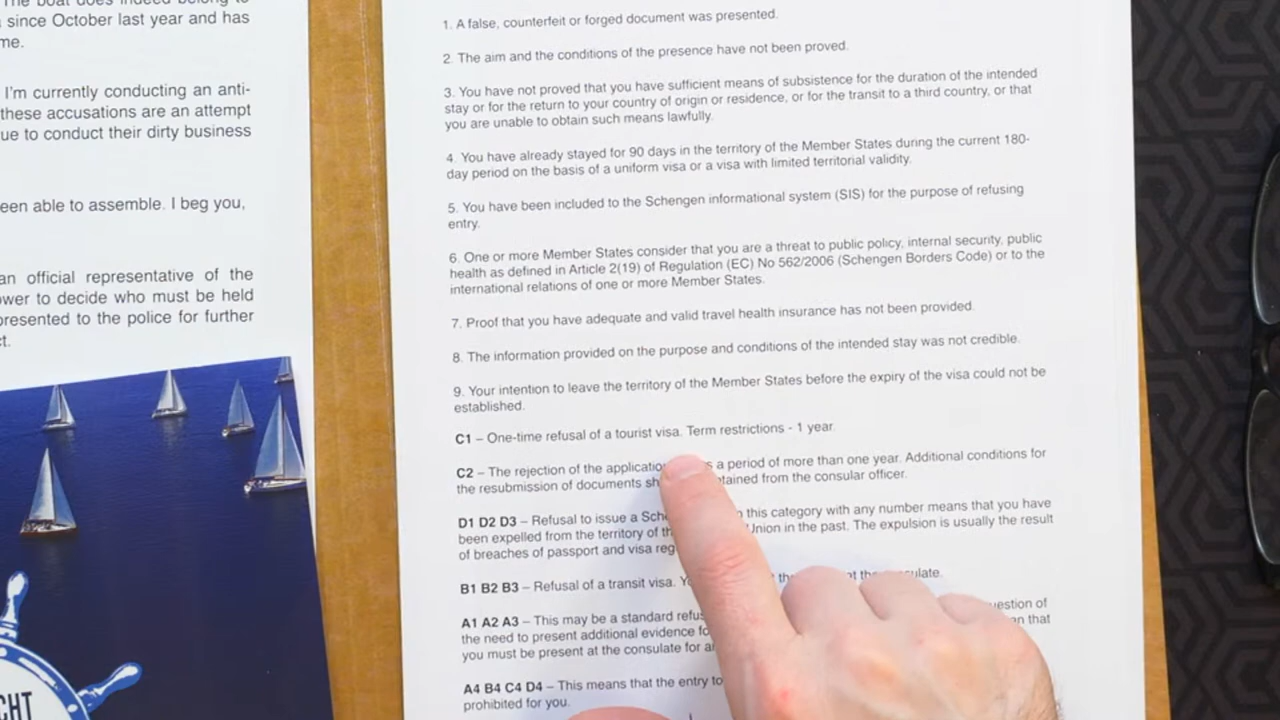 since October last year and has
me.
I'm currently conducting an anti-
these accusations are an attempt
ue to conduct their dirty business
een able to assemble. I beg you,
an official representative of the
ower to decide who must be held
presented to the police for further
ct.
CHT
1. A false, counterfeit or forged document was presented.
2. The aim and the conditions of the presence have not been proved.
3. You have not proved that you have sufficient means of subsistence for the duration of the intended
stay or for the return to your country of origin or residence, or for the transit to a third country, or that
you are unable to obtain such means lawfully.
4. You have already stayed for 90 days in the territory of the Member States during the current 180-
day period on the basis of a uniform visa or a visa with limited territorial validity.
5. You have been included to the Schengen informational system (SIS) for the purpose of refusing
entry.
6. One or more Member States consider that you are a threat to public policy, internal security, public
health as defined in Article 2(19) of Regulation (EC) No 562/2006 (Schengen Borders Code) or to the
international relations of one or more Member States.
7. Proof that you have adequate and valid travel health insurance has not been provided.
8. The information provided on the purpose and conditions of the intended stay was not credible.
9. Your intention to leave the territory of the Member States before the expiry of the visa could not be
established.
C1 – One-time refusal of a tourist visa. Term restrictions - 1 year.
C2 – The rejection of the application a period of more than one year. Additional conditions for
the resubmission of documents from the consular officer.
D1 D2 D3 – Refusal to issue a this category with any number means that you have
been expelled from the territory of Union in the past. The expulsion is usually the result
of breaches of passport and visa
B1 B2 B3 – Refusal of a transit visa.
A1 A2 A3 – This may be a standard
the need to present additional evidence that
you must be present at the consulate for
A4 B4 C4 D4 – This means that the entry
prohibited for you.